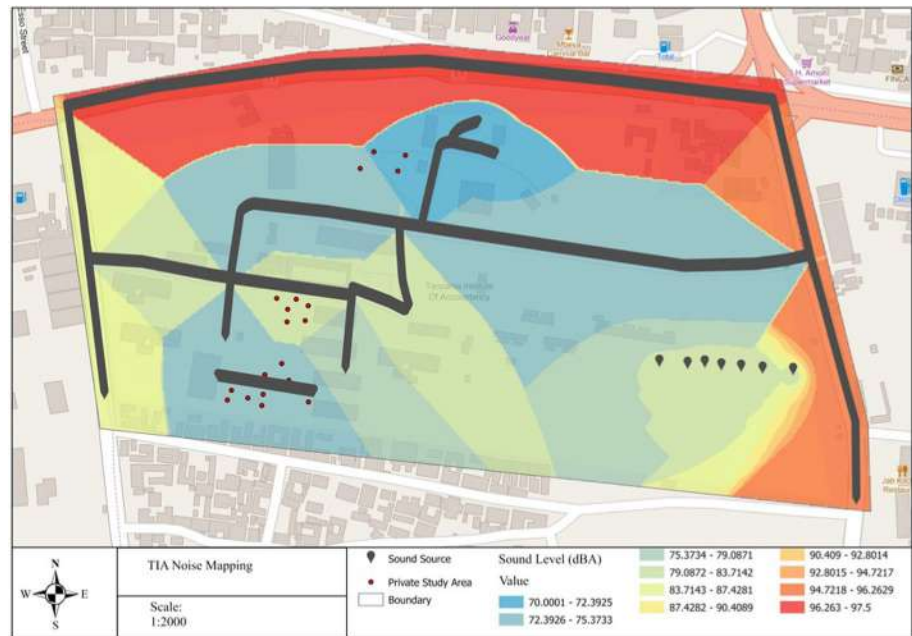 Esso Street
Goodyear
Total
FINCA
Tanzania Institute
Of Accountancy
8
N
W
E
S
TIA Noise Mapping
Scale:
1:2000
Sound Source
Private Study Area
Boundary
Sound Level (dBA)
Value
70.0001 - 72.3925
72.3926 - 75.3733
75.3734 - 79.0871
79.0872 - 83.7142
83.7143 - 87.4281
87.4282 - 90.4089
90.409 - 92.8014
92.8015 - 94.7217
94.7218 - 96.2629
96.263 - 97.5